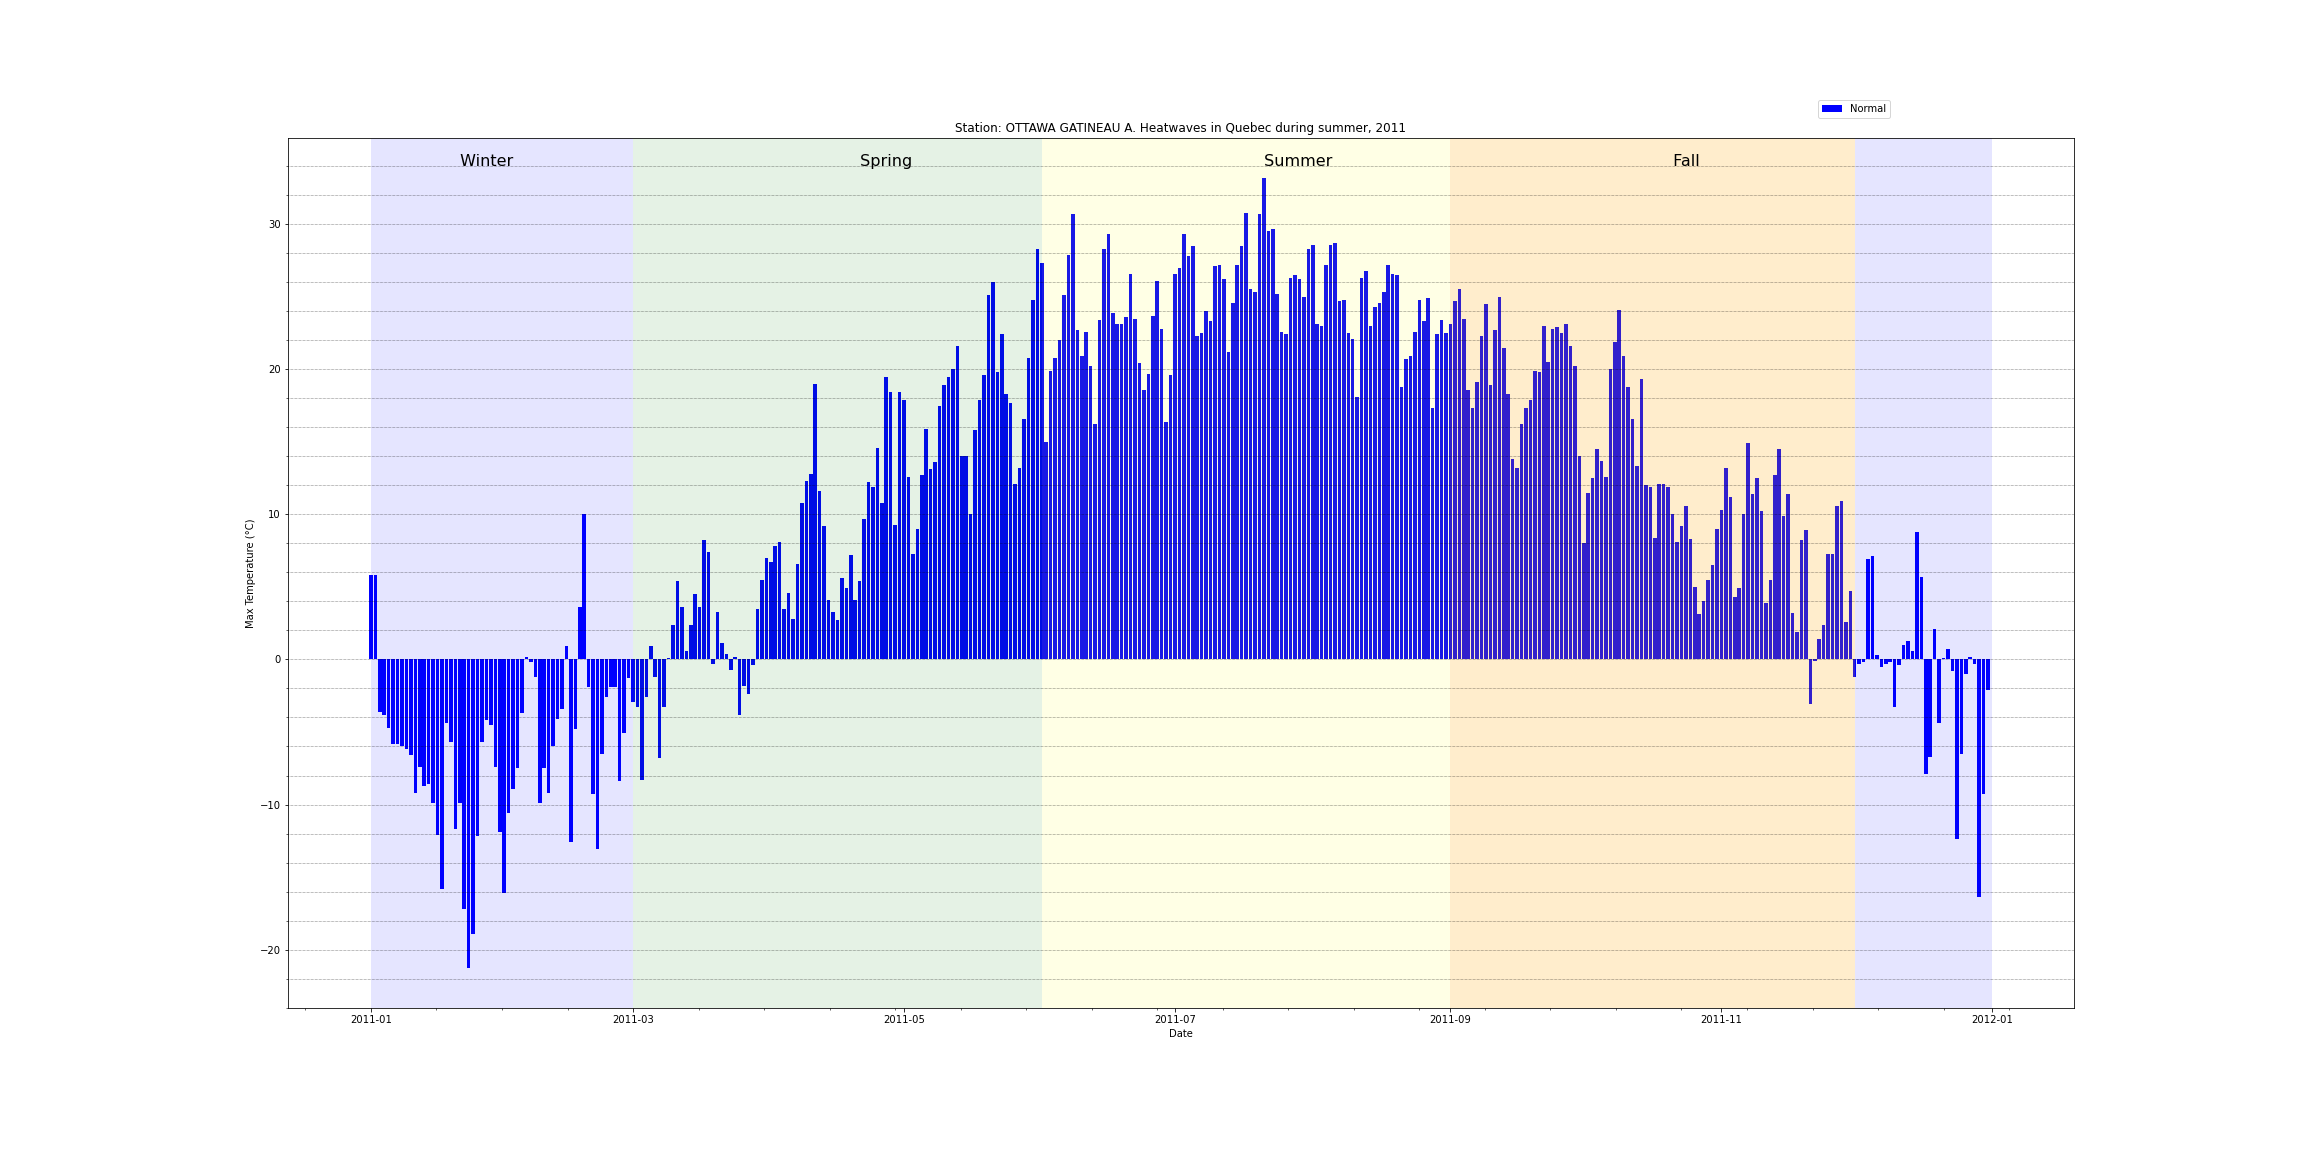 Normal
Station: OTTAWA GATINEAU A. Heatwaves in Quebec during summer, 2011
Winter Spring Summer Fall
30
20
10
0
−10
−20
Max Temperature (°C)
2011-01 2011-03 2011-05 2011-07 2011-09 2011-11 2012-01
Date